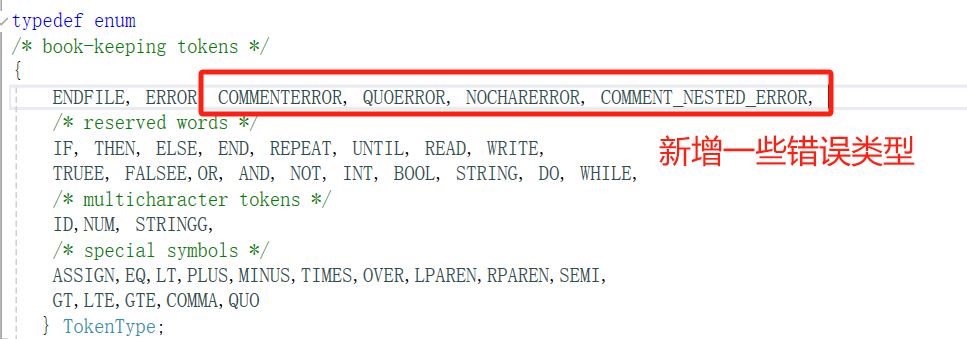 typedef enum
/* book-keeping tokens */
{
ENDFILE, ERROR, COMMENTERROR, QUOERROR, NOCHARERROR, COMMENT_NESTED_ERROR,
/* reserved words */
IF, THEN, ELSE, END, REPEAT, UNTIL, READ, WRITE,
新增一些错误类型
TRUEE, FALSEE,OR, AND, NOT, INT, BOOL, STRING, DO, WHILE,
/* multicharacter tokens */
ID,NUM, STRINGG,
/* special symbols */
ASSIGN,EQ,LT,PLUS,MINUS,TIMES,OVER,LPAREN,RPAREN,SEMI,
GT,LTE,GTE,COMMA,QUO
} TokenType;